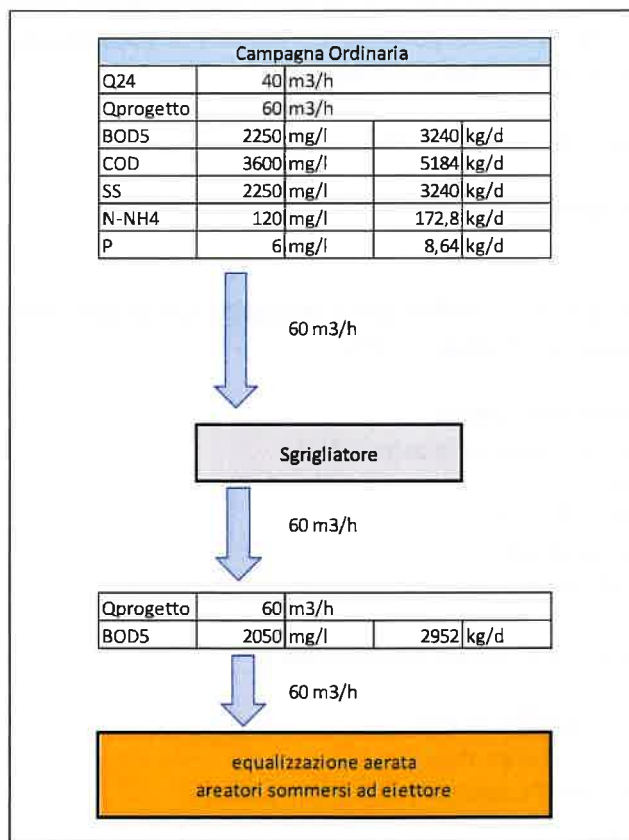 Campagna Ordinaria
Q24 40 m3/h
Qprogetto 60 m3/h
BOD5 2250 mg/l 3240 kg/d
COD 3600 mg/l 5184 kg/d
SS 2250 mg/l 3240 kg/d
N-NH4 120 mg/l 172,8 kg/d
P 6 mg/l 8,64 kg/d
60 m3/h
Sgrigliatore
60 m3/h
Qprogetto 60 m3/h
BOD5 2050 mg/l 2952 kg/d
60 m3/h
equalizzazione aerata
areatori sommersi ad eiettore